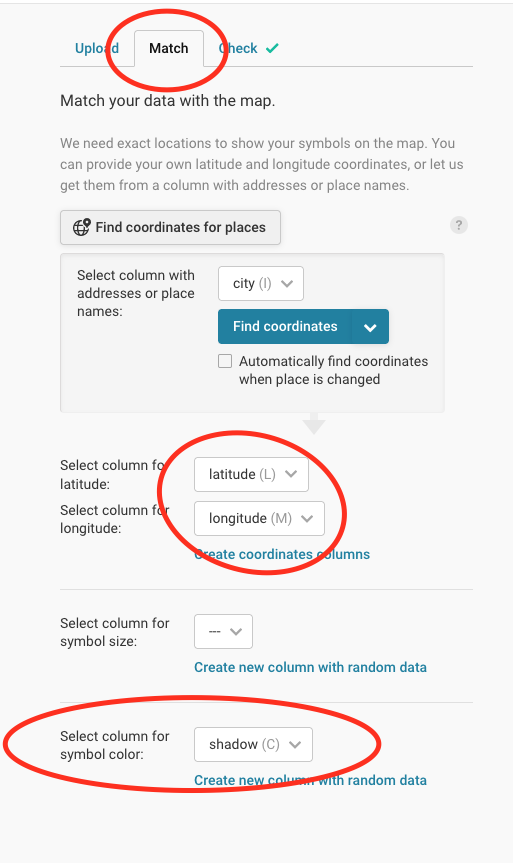 Upload Match Check
Match your data with the map.
We need exact locations to show your symbols on the map. You
can provide your own latitude and longitude coordinates, or let us
get them from a column with addresses or place names.
Find coordinates for places
?
Select column with
addresses or place
names:
city (I)
Find coordinates
Automatically find coordinates
when place is changed
Select column for
latitude:
latitude (L)
Select column for
longitude:
longitude (M)
Create coordinates columns
Select column for
symbol size:
---
Create new column with random data
Select column for
symbol color:
shadow (C)
Create new column with random data